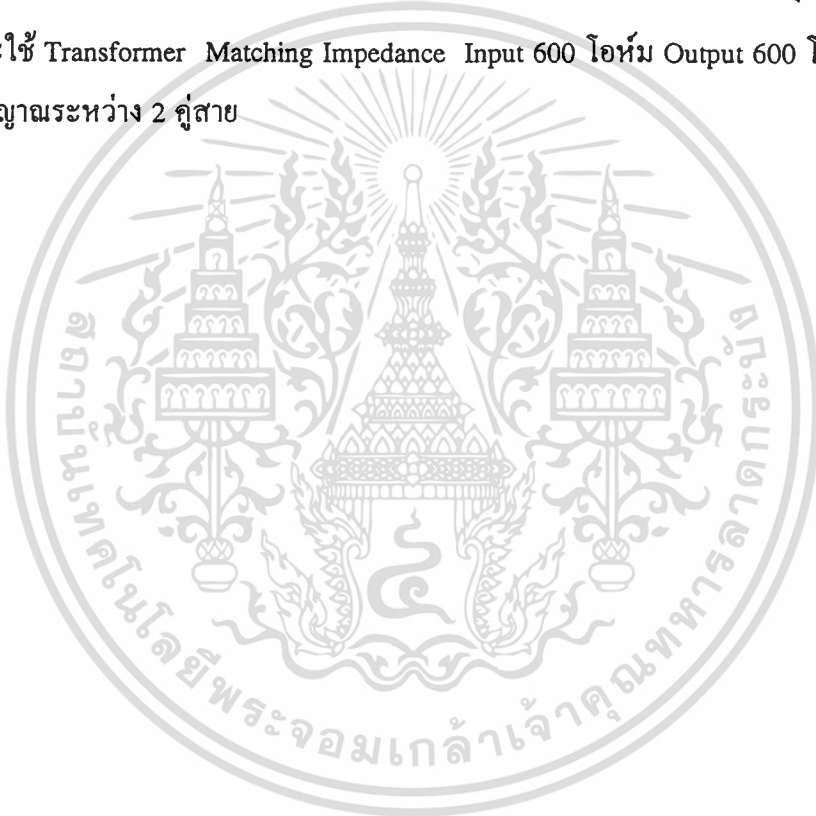 ใช้ Transformer Matching Impedance Input 600 โอห์ม Output 600
ญาณระหว่าง 2 คู่สาย
สถาบันเทคโนโลยีพระจอมเกล้าเจ้าคุณทหารลาดกระบัง
๔